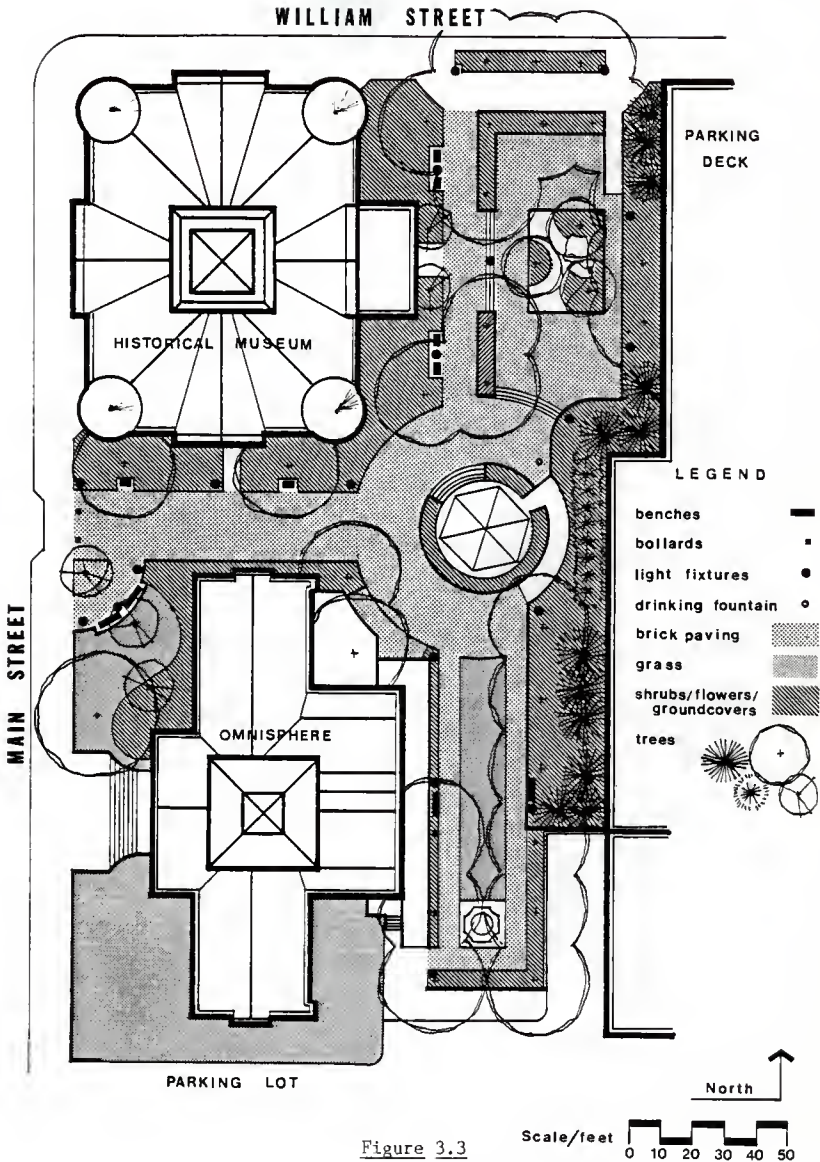 WILLIAM STREET
PARKING
DECK
HISTORICAL MUSEUM
LEGEND
benches
bollards
light fixtures
drinking fountain
brick paving
grass
shrubs/flowers/
groundcovers
trees
MAIN STREET
OMNISPHERE
PARKING LOT
North
Scale/feet
0 10 20 30 40 50
Figure 3.3